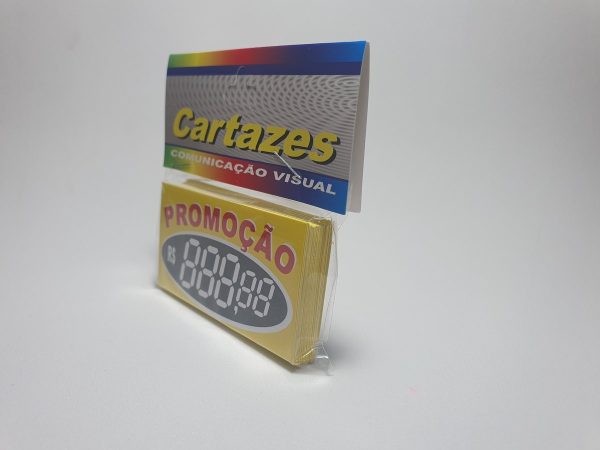 Cartazes
COMUNICAÇÃO VISUAL
PROMOÇÃO
R$ 888,88